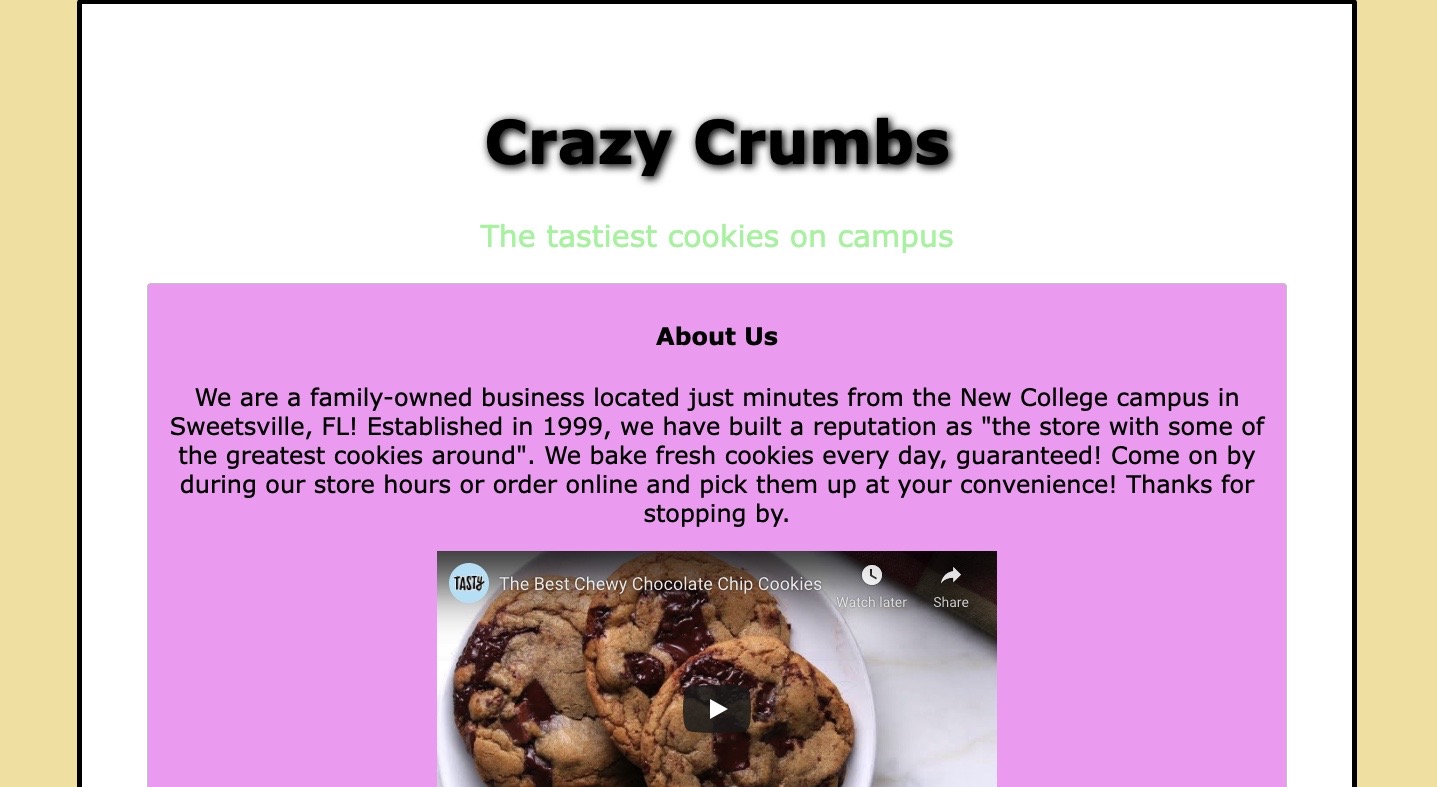 Crazy Crumbs
The tastiest cookies on campus
About Us
We are a family-owned business located just minutes from the New College campus in
Sweetsville, FL! Established in 1999, we have built a reputation as "the store with some of
the greatest cookies around". We bake fresh cookies every day, guaranteed! Come on by
during our store hours or order online and pick them up at your convenience! Thanks for
stopping by.
TASTY The Best Chewy Chocolate Chip Cookies
Watch later Share